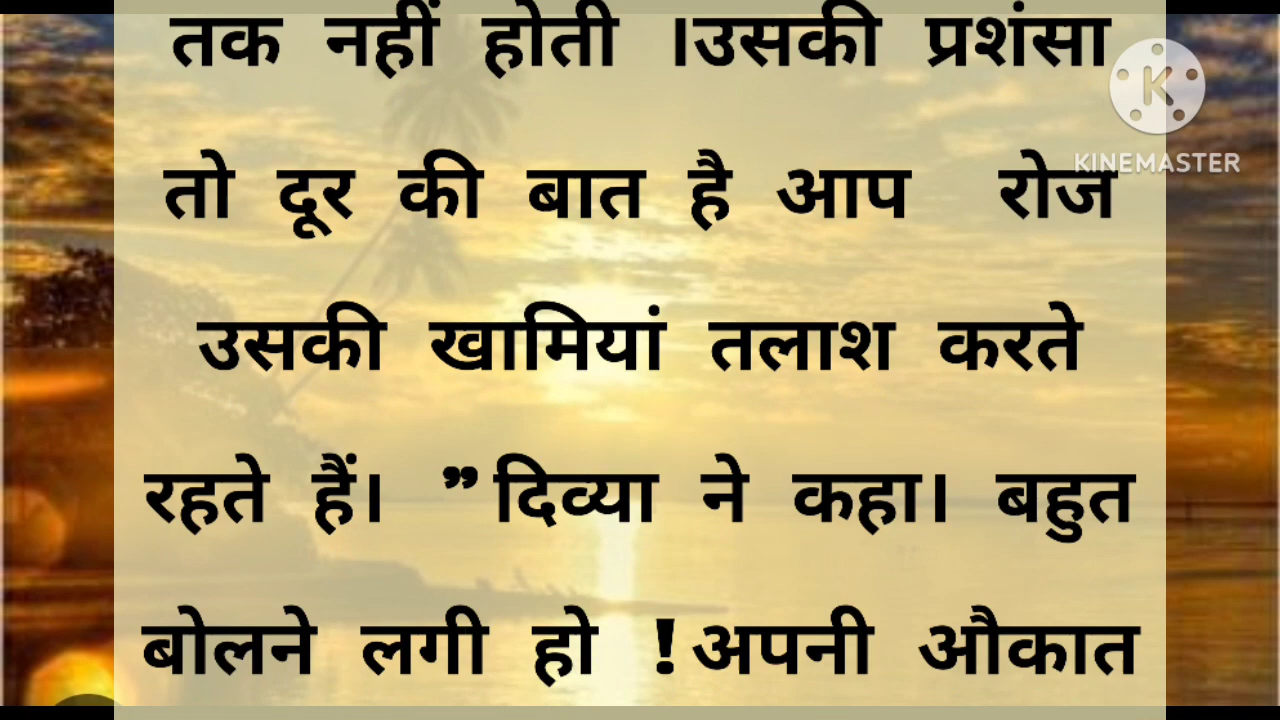 तक नहीं होती ।उसकी प्रशंसा
तो दूर की बात है आप रोज
उसकी खामियां तलाश करते
रहते हैं। ”दिव्या ने कहा। बहुत
बोलने लगी हो !अपनी औकात
K
KINEMASTER